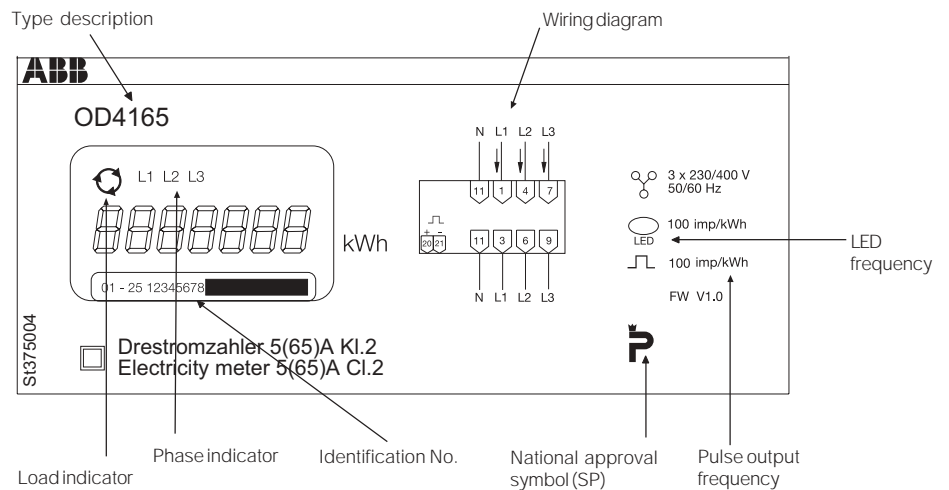 Type description
Wiring diagram
ABB
OD4165
N L1 L2 L3
L1 L2 L3
3 x 230/400 V
50/60 Hz
11 1 4 7
8888888
kWh
+ -
20 21
11 3 6 9
100 imp/kWh
LED
LED
frequency
100 imp/kWh
01 - 25 12345678
N L1 L2 L3
FW V1.0
St375004
Drestromzahler 5(65)A Kl.2
Electricity meter 5(65)A Cl.2
P
Load indicator
Phase indicator
Identification No.
National approval
symbol (SP)
Pulse output
frequency